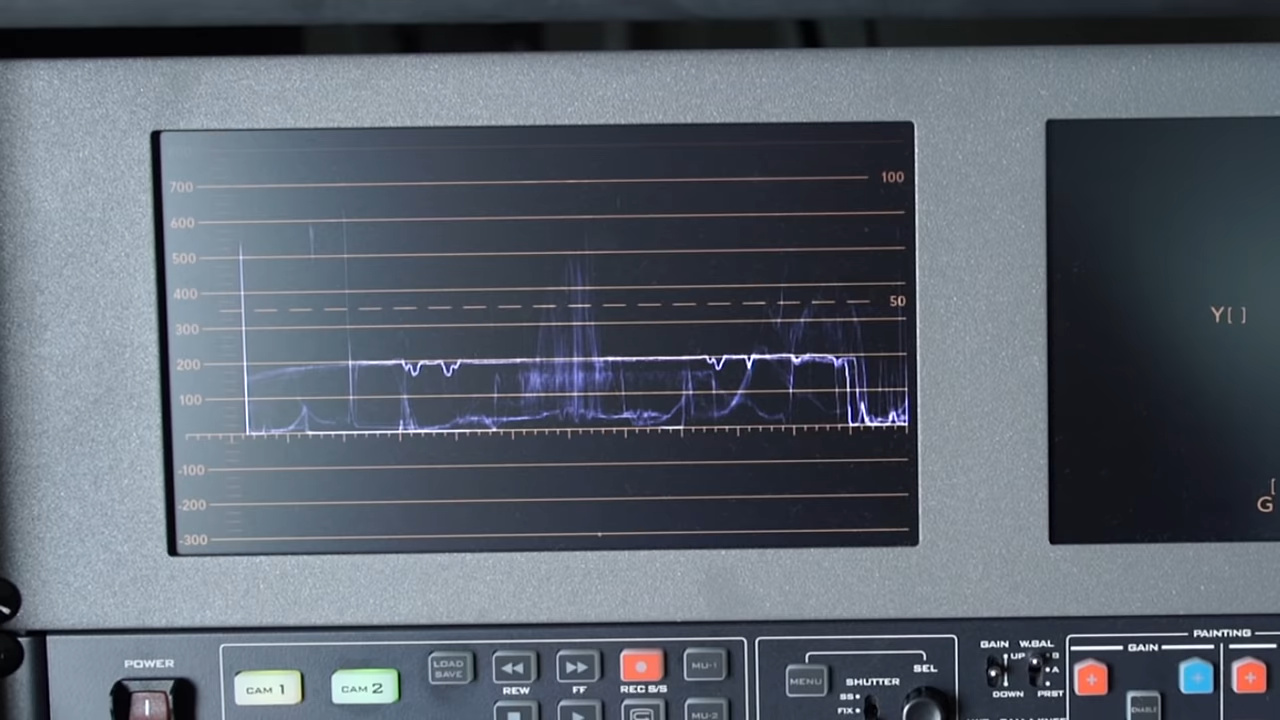 700
100
600
500
400
50
300
200
100
-100
-200
-300
Y[ ]
[
G
POWER
CAM 1
CAM 2
LOAD
SAVE
REW
FF
REC S/S
MU-1
MU-2
MENU
SEL
SHUTTER
SS
FIX
GAIN
W.BAL
UP
B
A
DOWN
PRST
PAINTING
GAIN
ENABLE